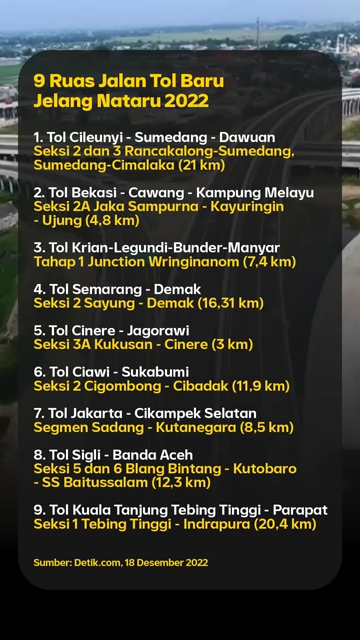 9 Ruas Jalan Tol Baru
Jelang Nataru 2022
1. Tol Cileunyi - Sumedang - Dawuan
Seksi 2 dan 3 Rancakalong-Sumedang,
Sumedang-Cimalaka (21 km)
2. Tol Bekasi - Cawang - Kampung Melayu
Seksi 2A Jaka Sampurna - Kayuringin
- Ujung (4,8 km)
3. Tol Krian-Legundi-Bunder-Manyar
Tahap 1 Junction Wringinanom (7,4 km)
4. Tol Semarang - Demak
Seksi 2 Sayung - Demak (16,31 km)
5. Tol Cinere - Jagorawi
Seksi 3A Kukusan - Cinere (3 km)
6. Tol Ciawi - Sukabumi
Seksi 2 Cigombong - Cibadak (11,9 km)
7. Tol Jakarta - Cikampek Selatan
Segmen Sadang - Kutanegara (8,5 km)
8. Tol Sigli - Banda Aceh
Seksi 5 dan 6 Blang Bintang - Kutobaro
- SS Baitussalam (12,3 km)
9. Tol Kuala Tanjung Tebing Tinggi - Parapat
Seksi 1 Tebing Tinggi - Indrapura (20,4 km)
Sumber: Detik.com, 18 Desember 2022